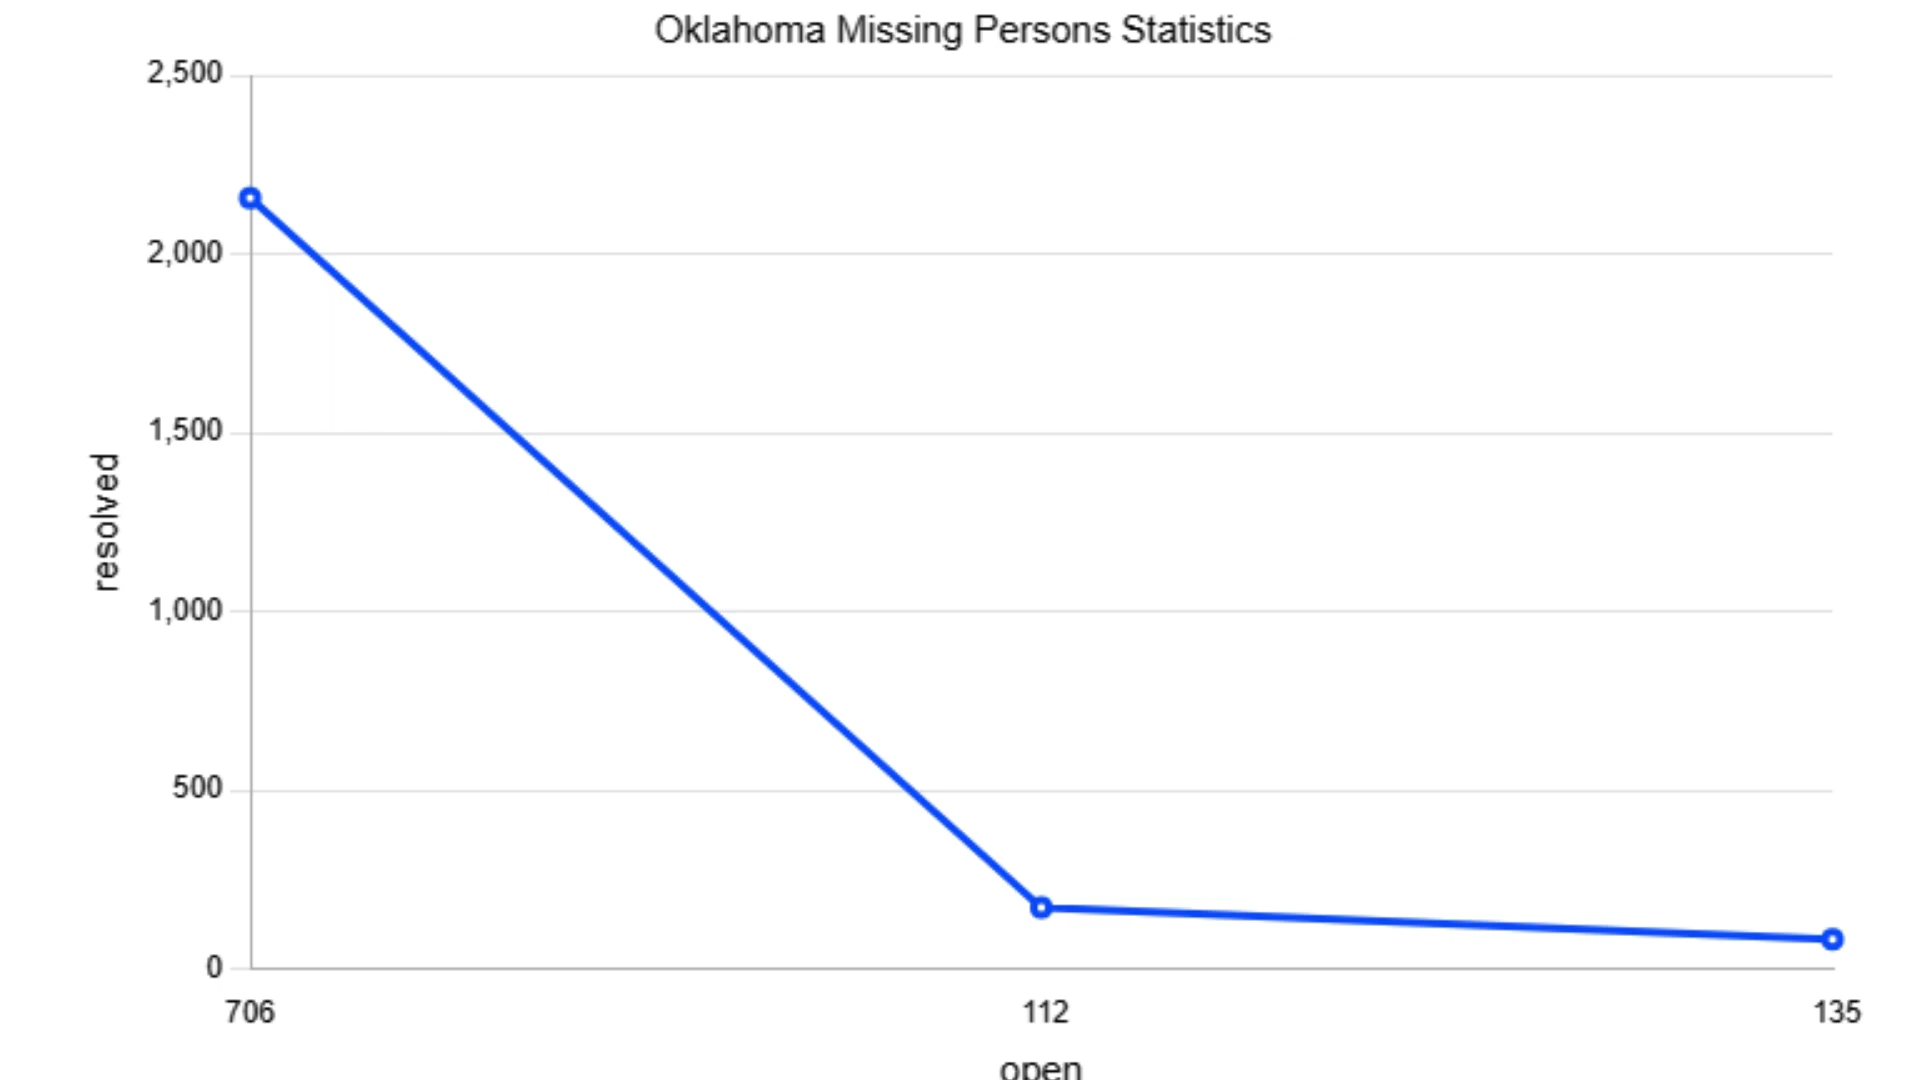 Oklahoma Missing Persons Statistics
2,500
2,000
1,500
1,000
500
0
resolved
706 112 135
open